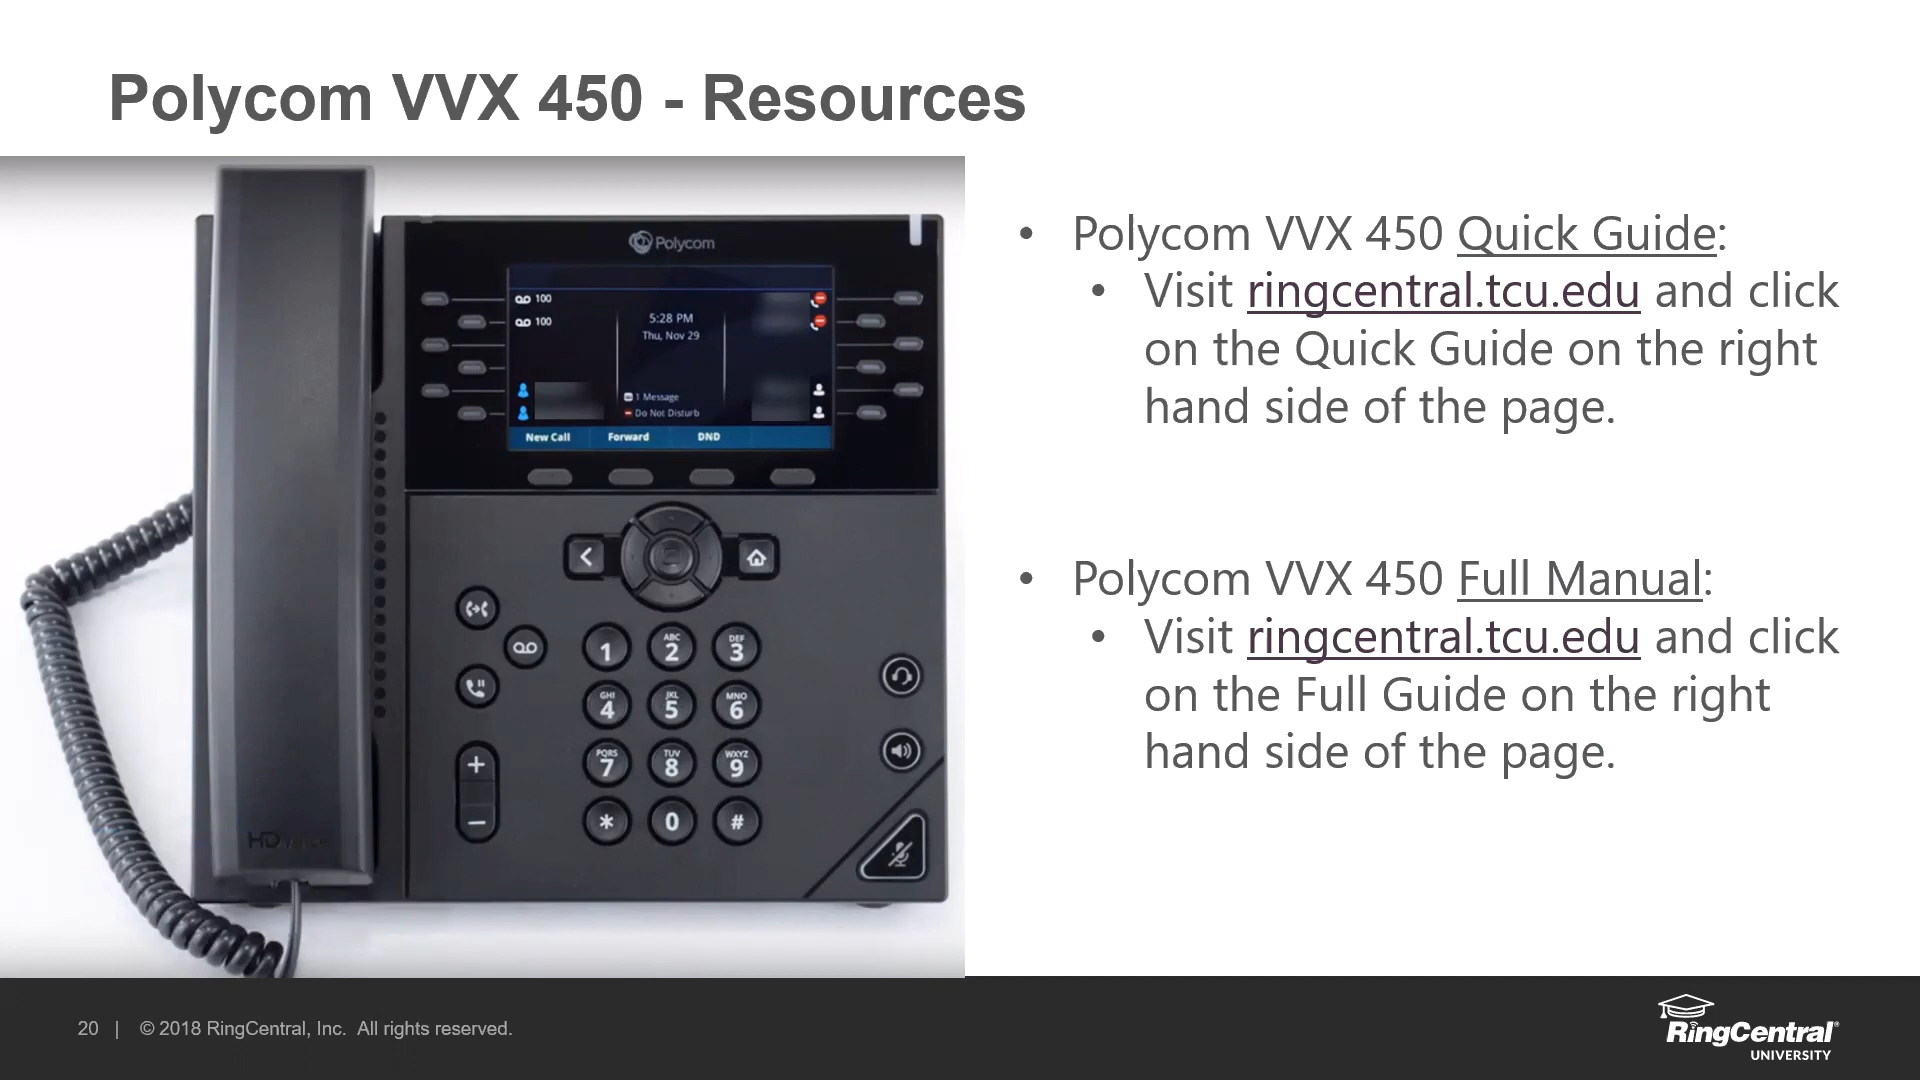 Polycom VVX 450 - Resources
Polycom
100
100
5:28 PM
Thu, Nov 29
1 Message
Do Not Disturb
New Call Forward DND
1 ABC 2 DEF 3
GHI 4 JKL 5 MNO 6
PQRS 7 TUV 8 WXYZ 9
* 0 #
+
−
HD
• Polycom VVX 450 Quick Guide:
• Visit ringcentral.tcu.edu and click
on the Quick Guide on the right
hand side of the page.
• Polycom VVX 450 Full Manual:
• Visit ringcentral.tcu.edu and click
on the Full Guide on the right
hand side of the page.
20 | © 2018 RingCentral, Inc. All rights reserved.
RingCentral®
UNIVERSITY